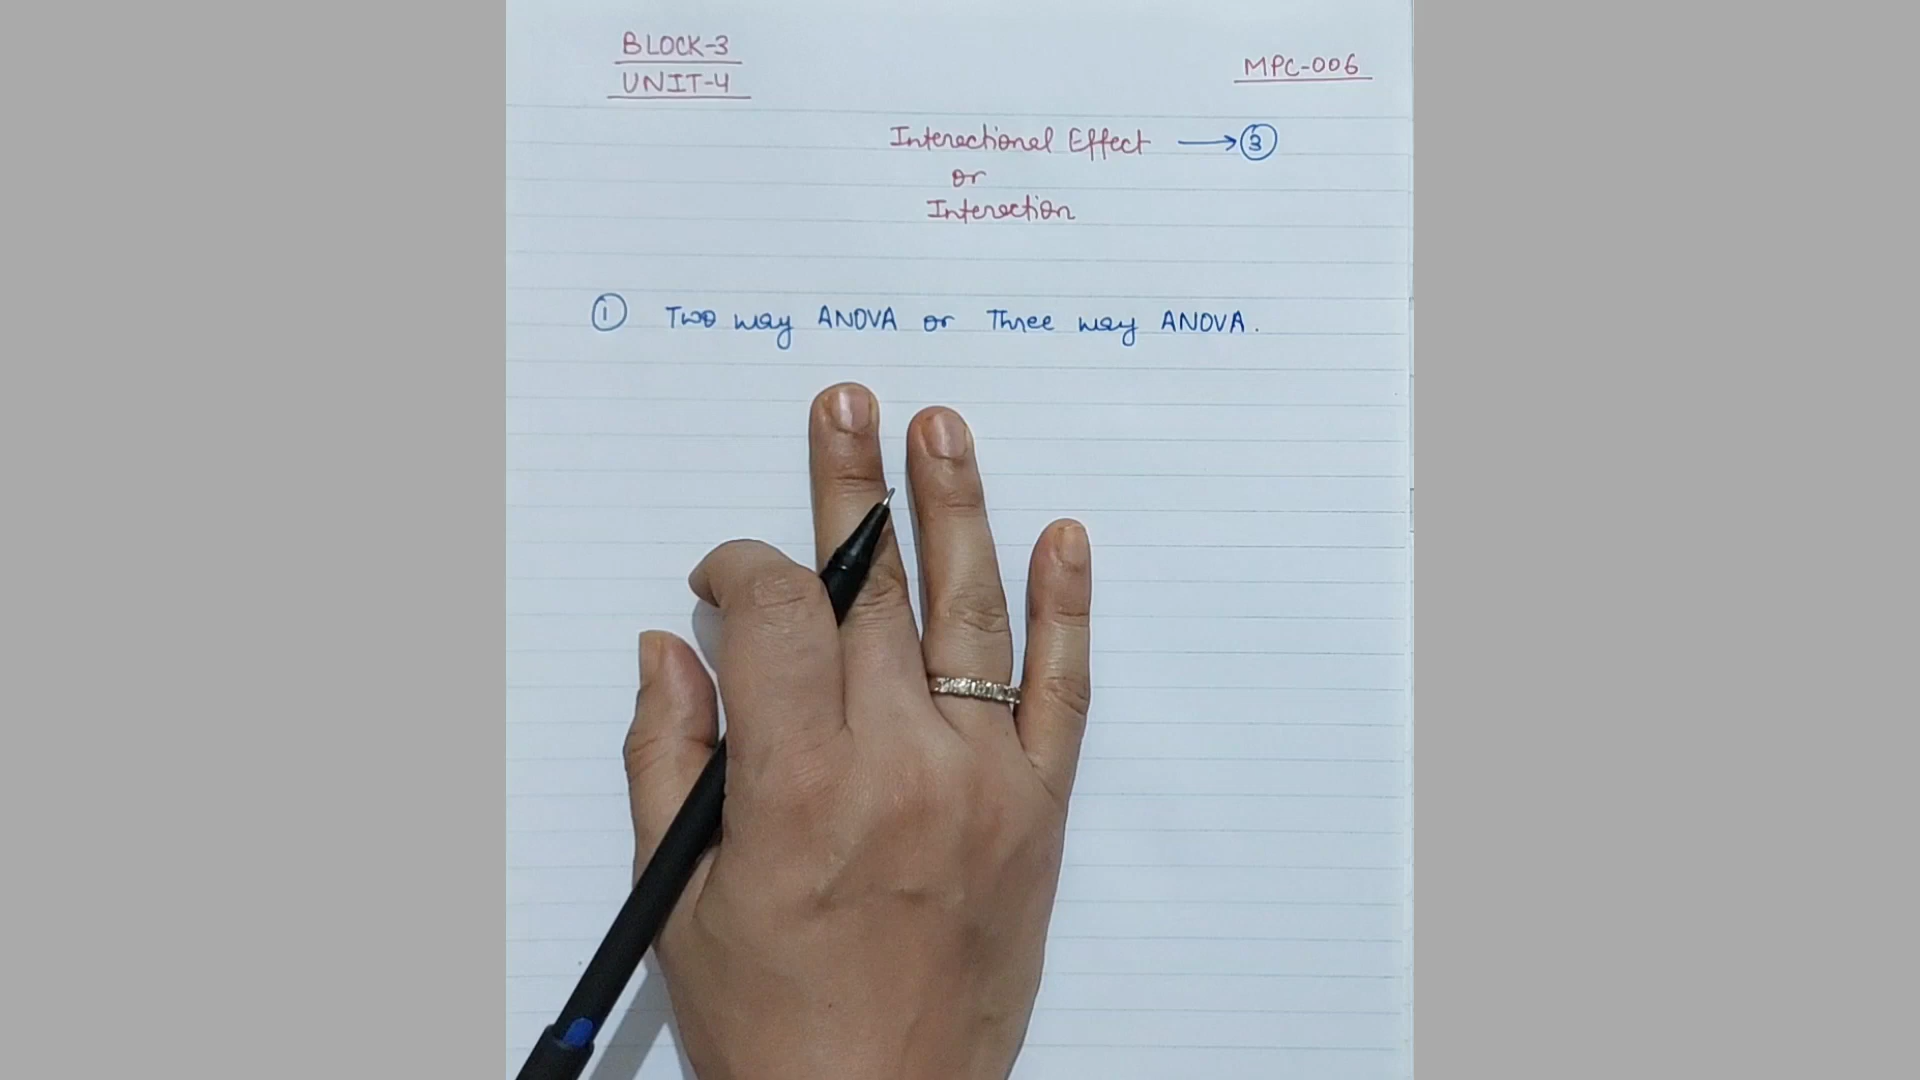 BLOCK-3
UNIT-4
MPC-006
Interactional Effect → ③
or
Interaction
① Two way ANOVA or Three way ANOVA.